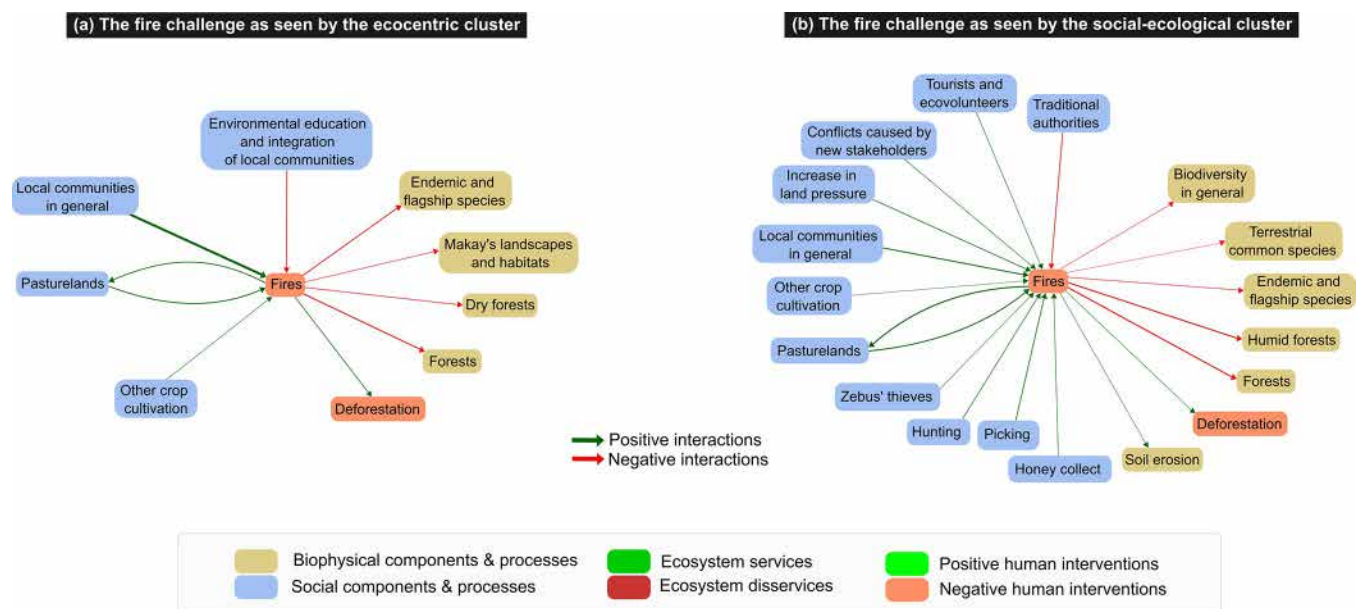 (a) The fire challenge as seen by the ecocentric cluster
Environmental education
and integration
of local communities
Local communities
in general
Endemic and
flagship species
Makay's landscapes
and habitats
Pasturelands
Fires
Dry forests
Forests
Other crop
cultivation
Deforestation
(b) The fire challenge as seen by the social-ecological cluster
Tourists and
ecovolunteers
Traditional
authorities
Conflicts caused by
new stakeholders
Increase in
land pressure
Biodiversity
in general
Local communities
in general
Terrestrial
common species
Other crop
cultivation
Fires
Endemic and
flagship species
Pasturelands
Humid forests
Forests
Zebus' thieves
Deforestation
Hunting
Picking
Honey collect
Soil erosion
Positive interactions
Negative interactions
Biophysical components & processes
Social components & processes
Ecosystem services
Ecosystem disservices
Positive human interventions
Negative human interventions